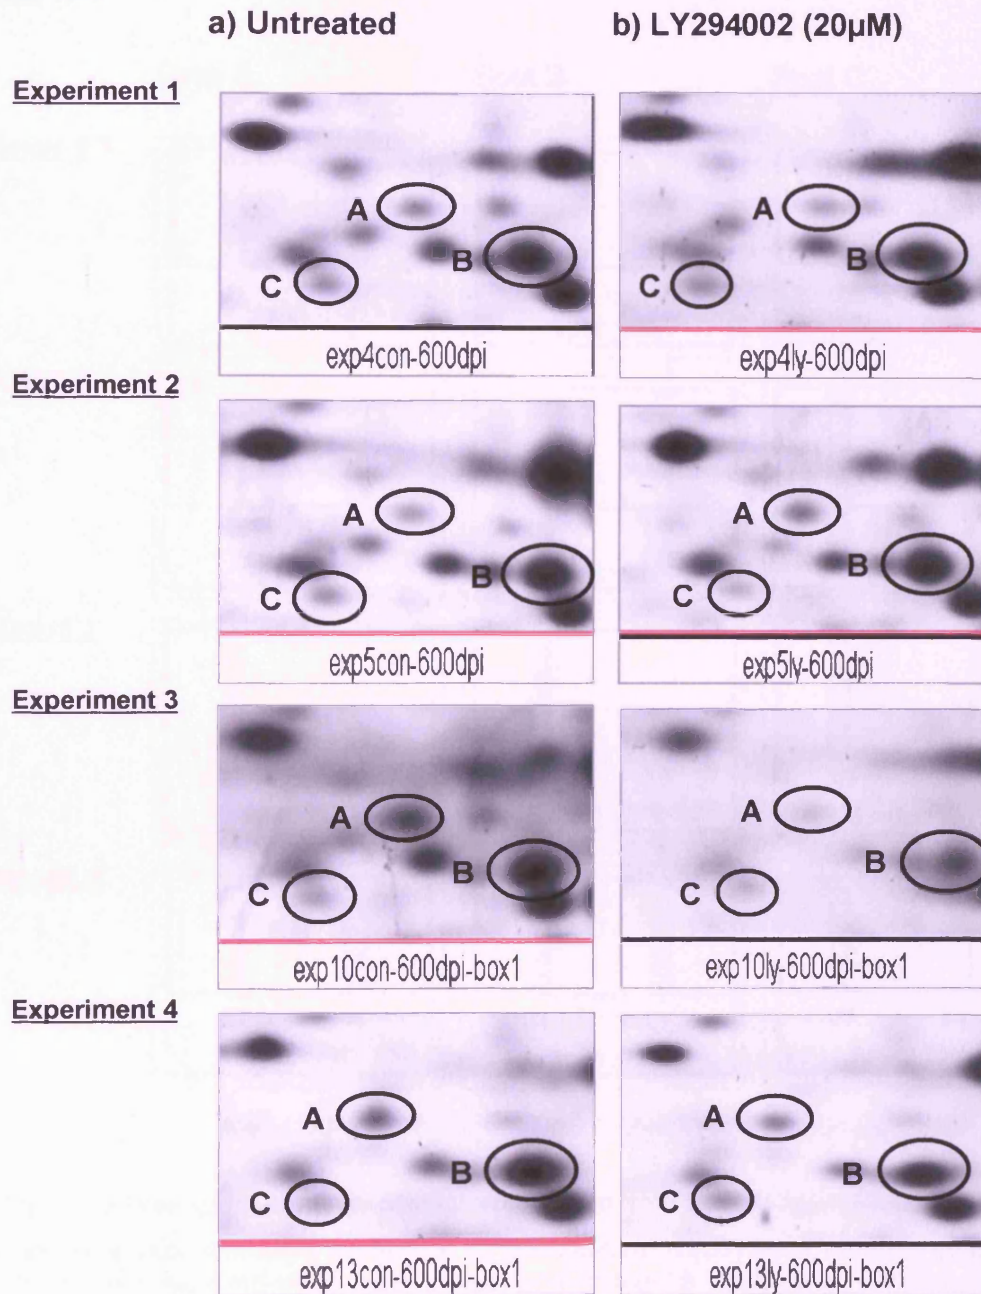 a) Untreated b) LY294002 (20µM)
Experiment 1
A A
B B
C C
exp4con-600dpi exp4ly-600dpi
Experiment 2
A A
B B
C C
exp5con-600dpi exp5ly-600dpi
Experiment 3
A A
B B
C C
exp10con-600dpi-box1 exp10ly-600dpi-box1
Experiment 4
A A
B B
C C
exp13con-600dpi-box1 exp13ly-600dpi-box1